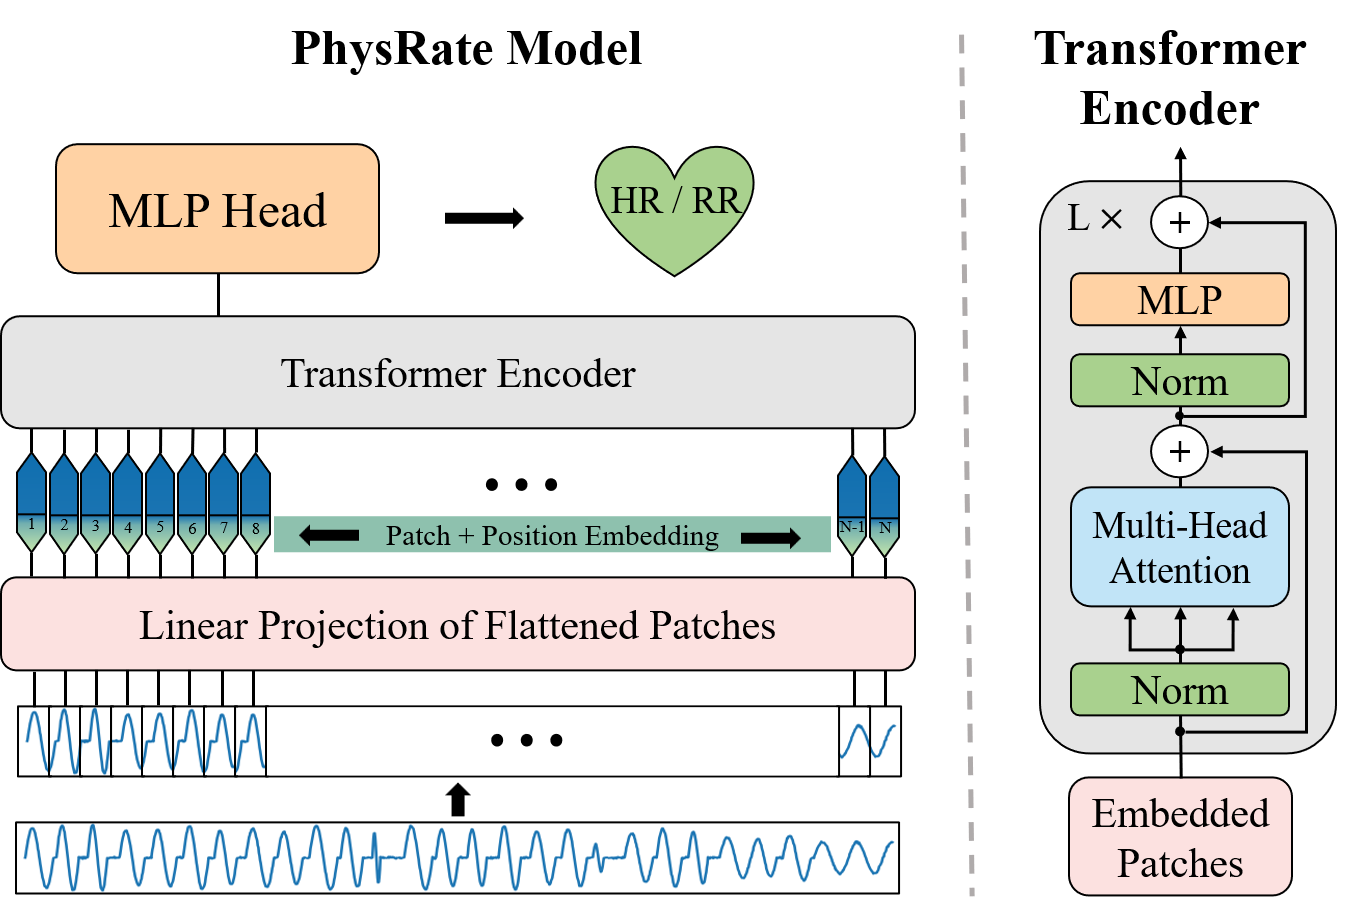 PhysRate Model
MLP Head
HR / RR
Transformer Encoder
• • •
1 2 3 4 5 6 7 8 N-1 N
Patch + Position Embedding
Linear Projection of Flattened Patches
• • •
Transformer
Encoder
L ×
+
MLP
Norm
+
Multi-Head
Attention
Norm
Embedded
Patches